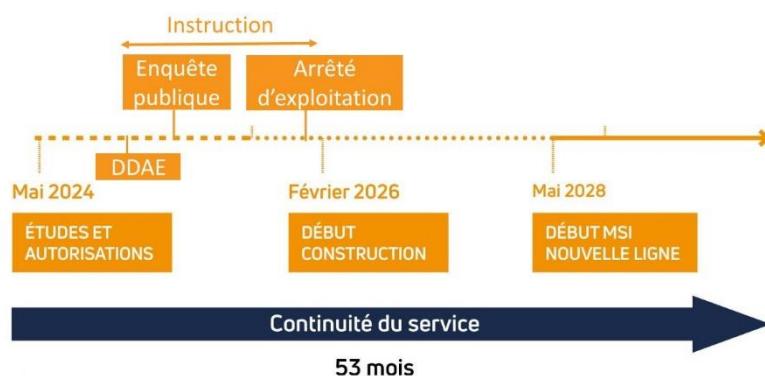 Instruction
Enquête
publique
Arrêté
d'exploitation
DDAE
Mai 2024
Février 2026
Mai 2028
ÉTUDES ET
AUTORISATIONS
DÉBUT
CONSTRUCTION
DÉBUT MSI
NOUVELLE LIGNE
Continuité du service
53 mois